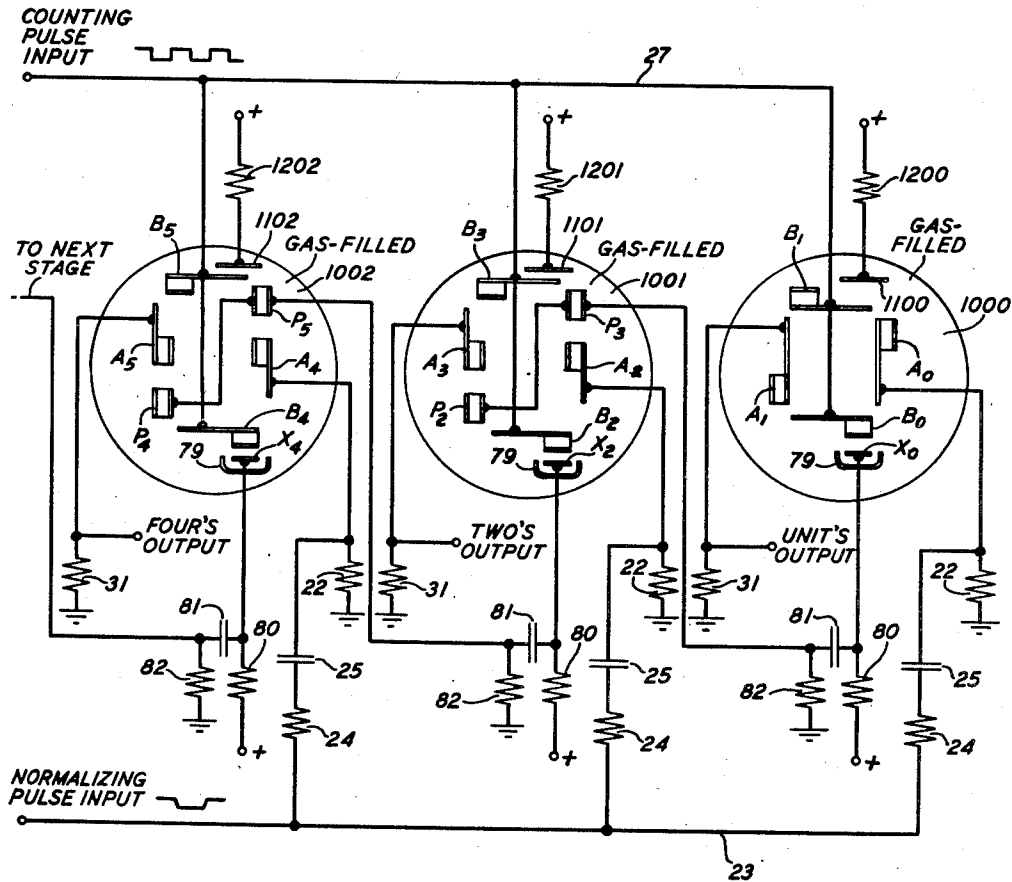 COUNTING
PULSE
INPUT
27
+
+
+
1202
1201
1200
B5
1102
GAS-FILLED
1002
B3
1101
GAS-FILLED
1001
B1
GAS-
FILLED
1100
1000
TO NEXT
STAGE
P5
P3
A5
A4
A3
A2
A1
A0
P4
B4
P2
B2
B0
79
X4
79
X2
79
X0
FOUR'S
OUTPUT
TWO'S
OUTPUT
UNIT'S
OUTPUT
31
22
31
22
31
22
81
80
81
80
81
82
25
82
80
25
82
25
24
24
24
+
+
+
NORMALIZING
PULSE INPUT
23